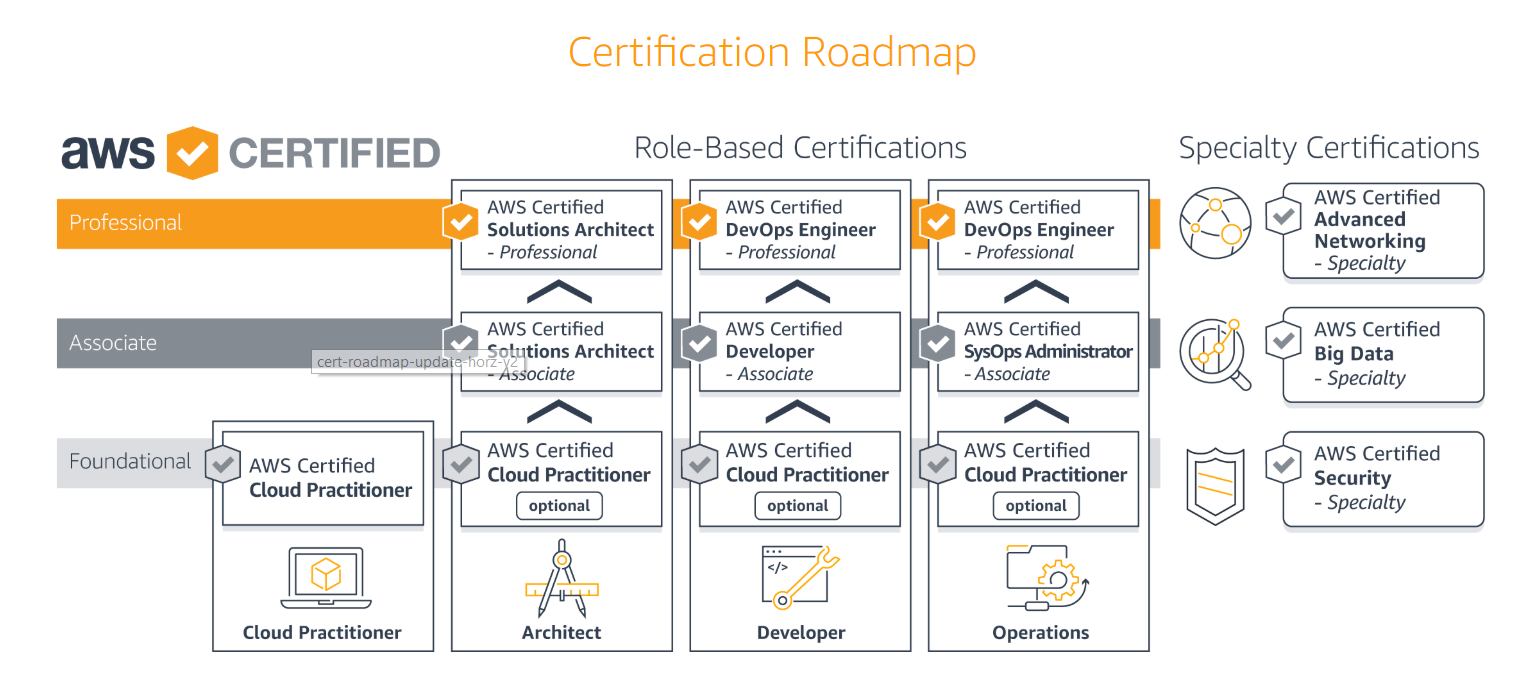 Certification Roadmap
aws CERTIFIED
Role-Based Certifications
Specialty Certifications
Professional
AWS Certified
Solutions Architect
- Professional
AWS Certified
DevOps Engineer
- Professional
AWS Certified
DevOps Engineer
- Professional
AWS Certified
Advanced
Networking
- Specialty
Associate
cert-roadmap-update-horz-v2
AWS Certified
Solutions Architect
- Associate
AWS Certified
Developer
- Associate
AWS Certified
SysOps Administrator
- Associate
AWS Certified
Big Data
- Specialty
Foundational
AWS Certified
Cloud Practitioner
AWS Certified
Cloud Practitioner
optional
AWS Certified
Cloud Practitioner
optional
AWS Certified
Cloud Practitioner
optional
AWS Certified
Security
- Specialty
</>
Cloud Practitioner
Architect
Developer
Operations